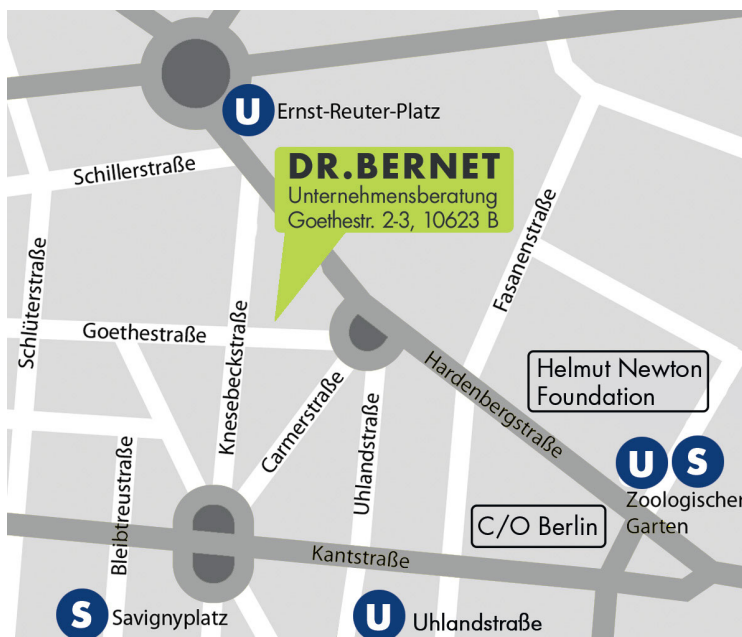 U Ernst-Reuter-Platz
Schillerstraße
DR.BERNET
Unternehmensberatung
Goethestr. 2-3, 10623 B
Schlüterstraße
Goethestraße
Knesebeckstraße
Fasanenstraße
Hardenbergstraße
Helmut Newton
Foundation
Carmerstraße
Uhlandstraße
Bleibtreustraße
U S
Zoologischer
Garten
C/O Berlin
Kantstraße
S Savignyplatz
U Uhlandstraße